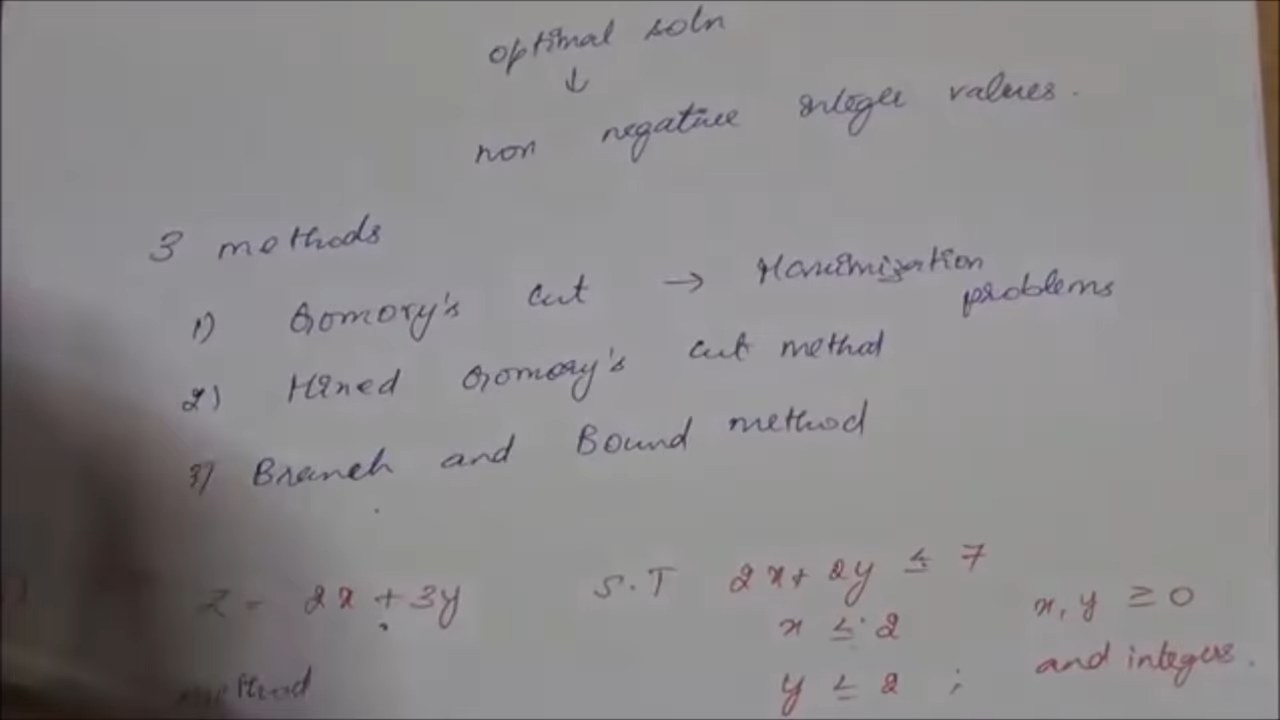 optimal soln
↓
non negative integer values.
3 methods
1) Gomory's cut → Maximization problems
2) Mixed Gomory's cut method
3) Branch and Bound method
Z = 2x + 3y S.T 2x + 2y ≤ 7
x ≤ 2 x, y ≥ 0
y ≤ 2 ; and integers.
method